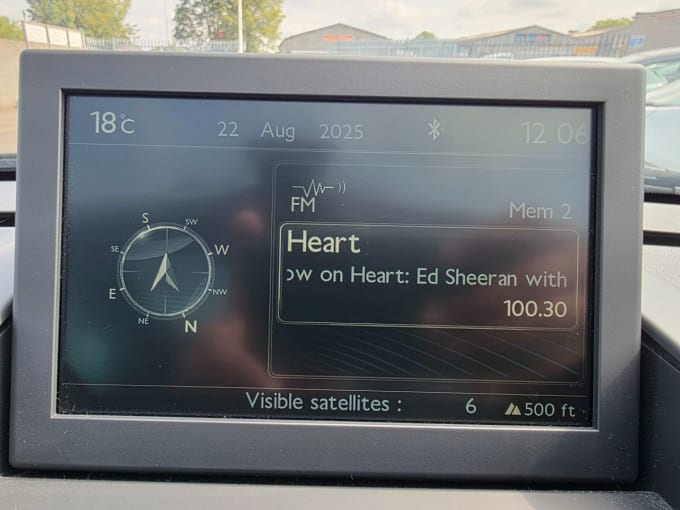 18°C 22 Aug 2025 12 06
FM
Mem 2
Heart
ow on Heart: Ed Sheeran with
100.30
S
SW
W
NW
N
NE
E
SE
Visible satellites : 6 500 ft